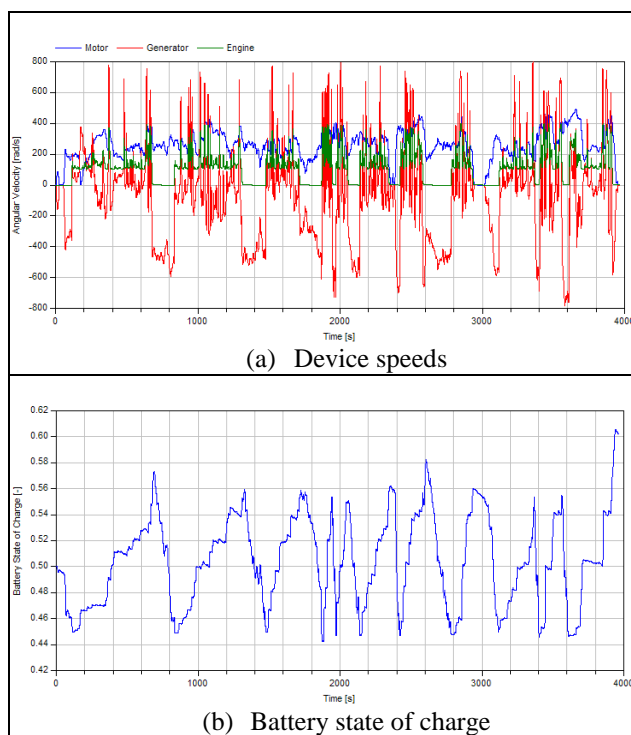 Motor Generator Engine
800
600
400
200
0
-200
-400
-600
-800
Angular Velocity [rad/s]
0 1000 2000 3000 4000
Time [s]
(a) Device speeds
0.62
0.60
0.58
0.56
0.54
0.52
0.50
0.48
0.46
0.44
0.42
Battery State of Charge [-]
0 1000 2000 3000 4000
Time [s]
(b) Battery state of charge